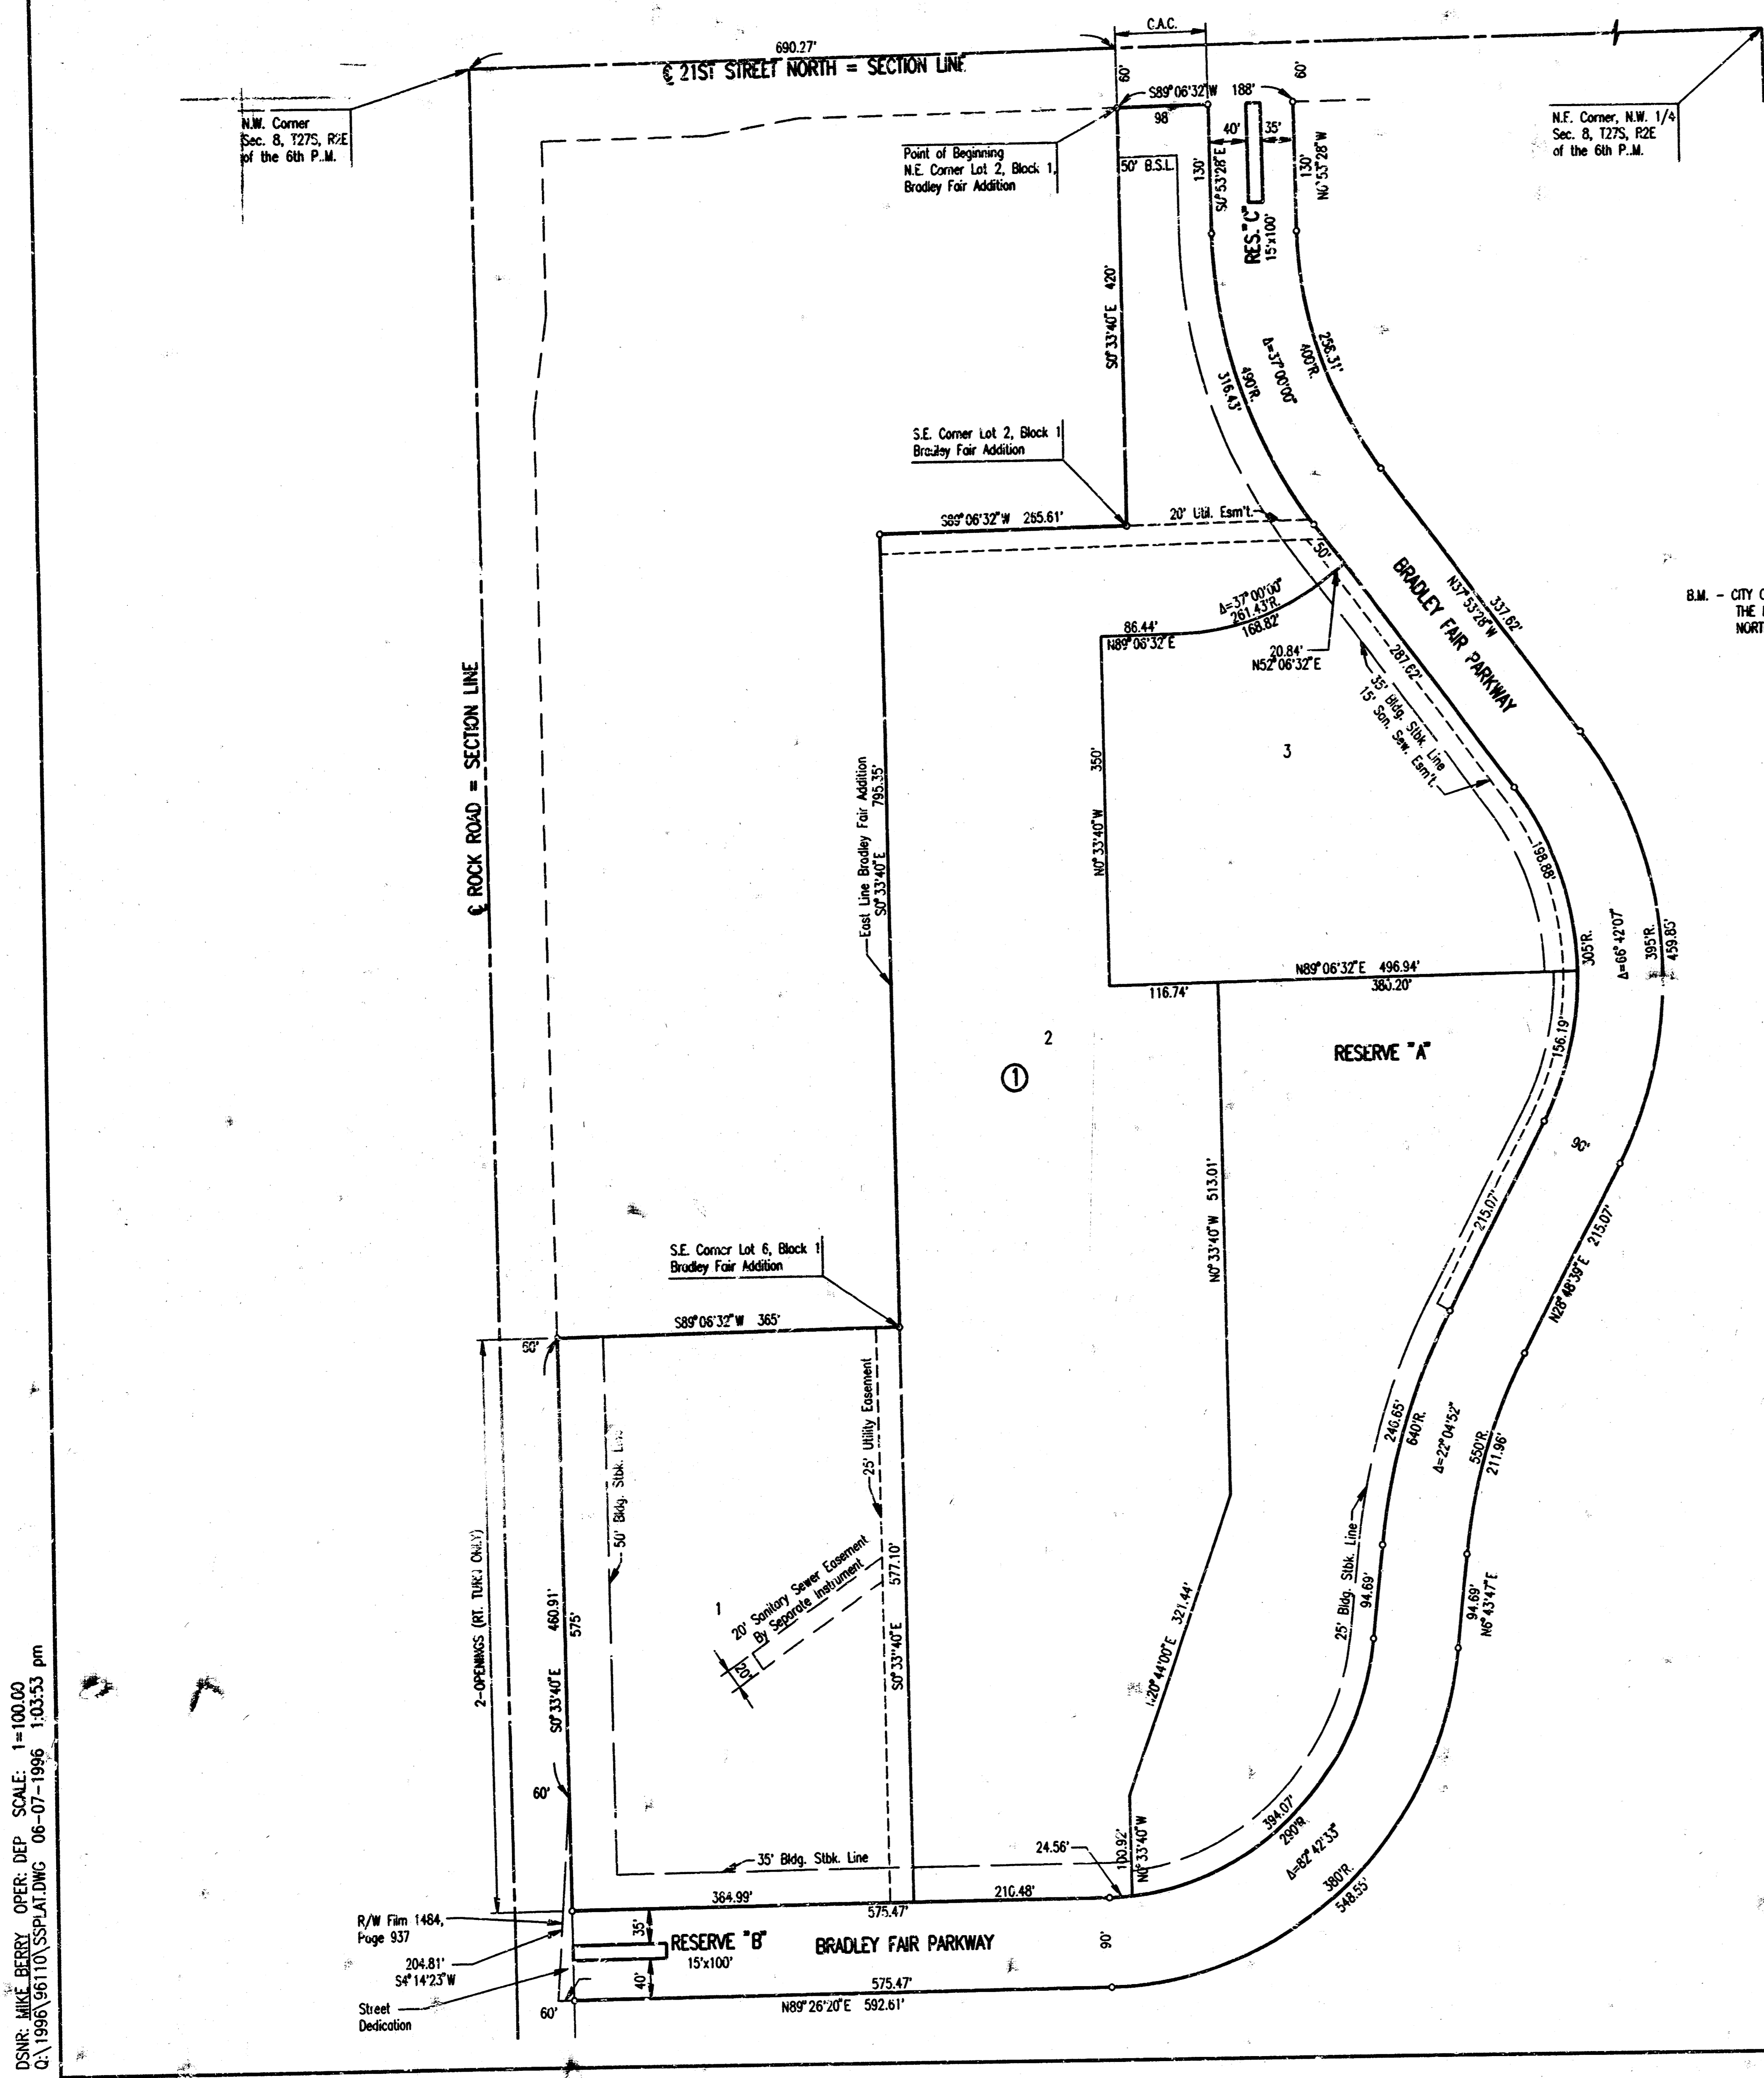 C.A.C.
690.27'
℄ 21ST STREET NORTH = SECTION LINE
60'
60'
S89°06'32"W 188'
98'
N.W. Corner
Sec. 8, T27S, R2E
of the 6th P.M.
Point of Beginning
N.E. Corner Lot 2, Block 1,
Bradley Fair Addition
N.E. Corner, N.W. 1/4
Sec. 8, T27S, R2E
of the 6th P.M.
50' B.S.L.
40'
35'
130'
S0°53'28"E
130'
N0°53'28"W
RES. "C"
15'x100'
S0°33'40"E 420'
256.31'
400'R.
Δ=37°00'00"
490'R.
316.43'
S.E. Corner Lot 2, Block 1
Bradley Fair Addition
S89°06'32"W 265.61'
20' Util. Esm't.
50'
BRADLEY FAIR PARKWAY
337.62'
N37°53'28"W
B.M. - CITY
THE
NORT
Δ=37°00'00"
261.43'R.
168.82'
86.44'
N89°06'32"E
20.84'
N52°06'32"E
287.62'
35' Bldg. Stbk. Line
15' San. Sew. Esm't.
℄ ROCK ROAD = SECTION LINE
East Line Bradley Fair Addition
S0°33'40"E 795.35'
N0°33'40"W 350'
3
198.88'
305'R.
Δ=66°42'07"
395'R.
459.85'
N89°06'32"E 496.94'
116.74'
380.20'
2
1
RESERVE "A"
156.19'
90'
N0°33'40"W 513.01'
215.07'
N28°48'39"E 215.07'
S.E. Corner Lot 6, Block 1
Bradley Fair Addition
S89°06'32"W 365'
60'
25' Utility Easement
50' Bldg. Stbk. Line
246.65'
640'R.
Δ=22°04'52"
550'R.
211.96'
2-OPENINGS (RT. TURN ONLY)
S0°33'40"E 460.91'
575'
1
20' Sanitary Sewer Easement
By Separate Instrument
20'
S0°33'40"E 577.10'
N20°44'00"E 321.44'
25' Bldg. Stbk. Line
94.69'
94.69'
N6°43'47"E
60'
35' Bldg. Stbk. Line
24.56'
100.92'
N0°33'40"W
394.07'
290'R.
Δ=82°42'33"
380'R.
548.55'
364.99'
210.48'
575.47'
R/W Film 1484,
Page 937
204.81'
S4°14'23"W
Street
Dedication
35'
RESERVE "B"
15'x100'
BRADLEY FAIR PARKWAY
90'
40'
60'
575.47'
N89°26'20"E 592.61'
DSNR: MIKE BERRY OPER: DEP SCALE: 1=100.00
Q:\1996\96110\SSPLAT.DWG 06-07-1996 1:03:53 pm